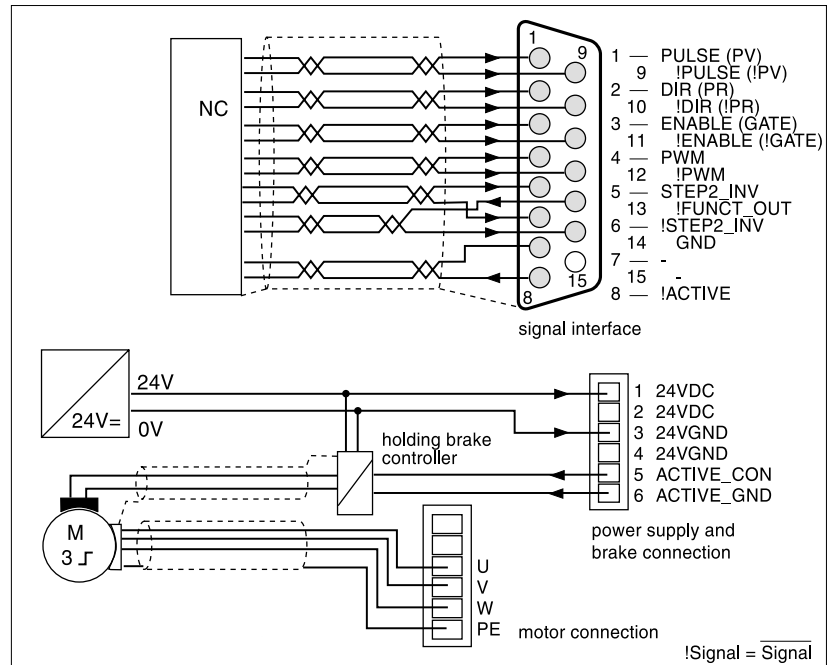 NC
1
9
8
15
1 — PULSE (PV)
9 !PULSE (!PV)
2 — DIR (PR)
10 !DIR (!PR)
3 — ENABLE (GATE)
11 !ENABLE (!GATE)
4 — PWM
12 !PWM
5 — STEP2_INV
13 !FUNCT_OUT
6 — !STEP2_INV
14 GND
7 — -
15 -
8 — !ACTIVE
signal interface
24V=
24V
0V
holding brake
controller
1 24VDC
2 24VDC
3 24VGND
4 24VGND
5 ACTIVE_CON
6 ACTIVE_GND
power supply and
brake connection
M
3
U
V
W
PE
motor connection
!Signal = S̅i̅g̅n̅a̅l̅